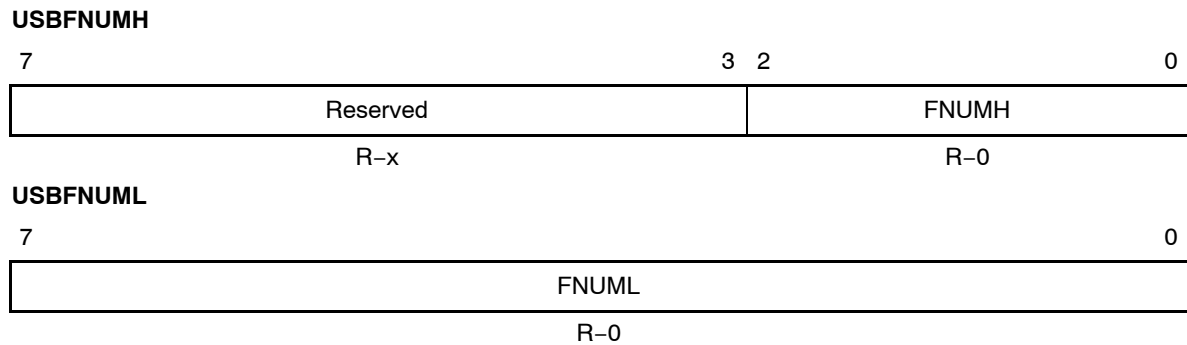 USBFNUMH
7 3 2 0
Reserved FNUMH
R−x R−0
USBFNUML
7 0
FNUML
R−0